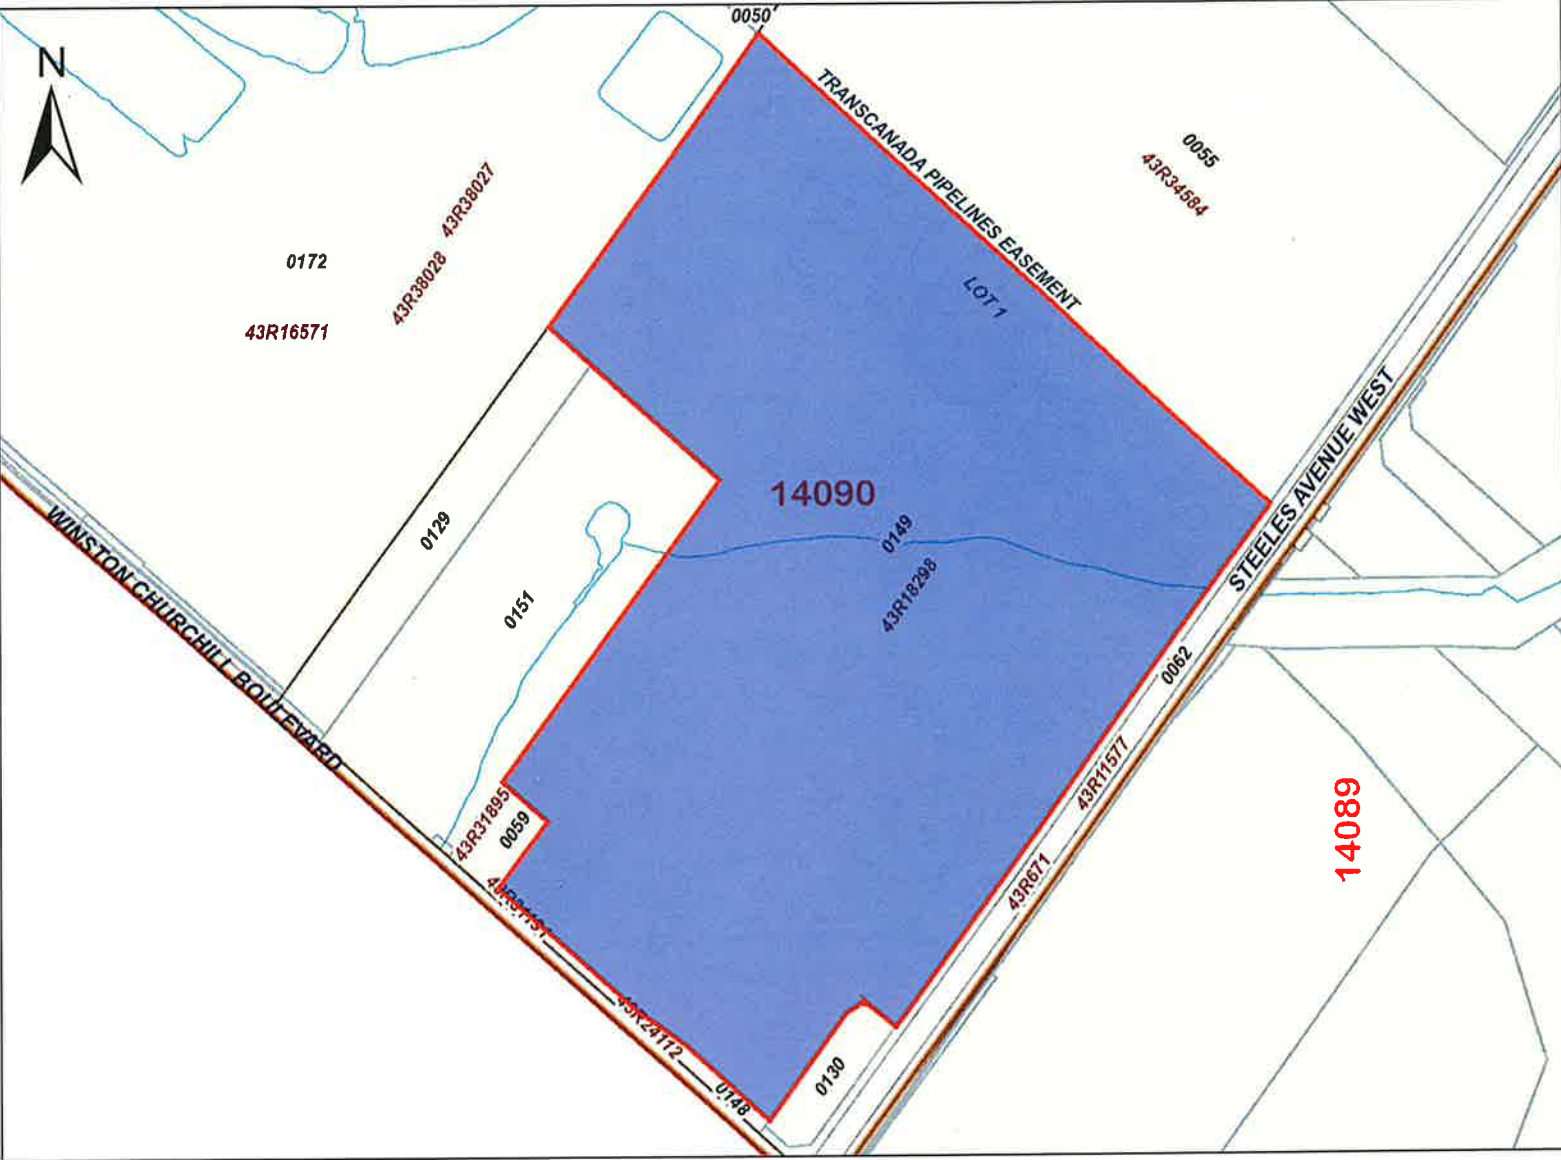 0050
N
TRANSCANADA PIPELINES EASEMENT
0055
43R34584
43R38027
0172
43R38028
43R16571
LOT 1
STEELES AVENUE WEST
14090
0129
0149
WINSTON CHURCHILL BOULEVARD
0151
43R18298
0062
43R11577
43R31895
0059
14089
43R671
43R24112
0130
0148